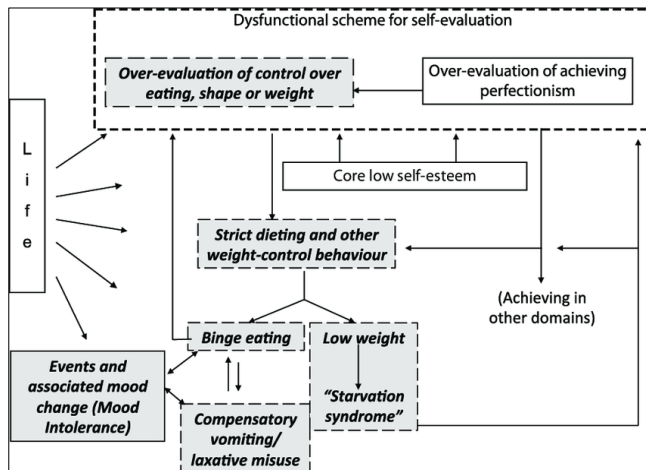 Dysfunctional scheme for self-evaluation
Over-evaluation of control over
eating, shape or weight
Over-evaluation of achieving
perfectionism
L
i
f
e
Core low self-esteem
Strict dieting and other
weight-control behaviour
(Achieving in
other domains)
Binge eating
Low weight
Events and
associated mood
change (Mood
Intolerance)
“Starvation
syndrome”
Compensatory
vomiting/
laxative misuse